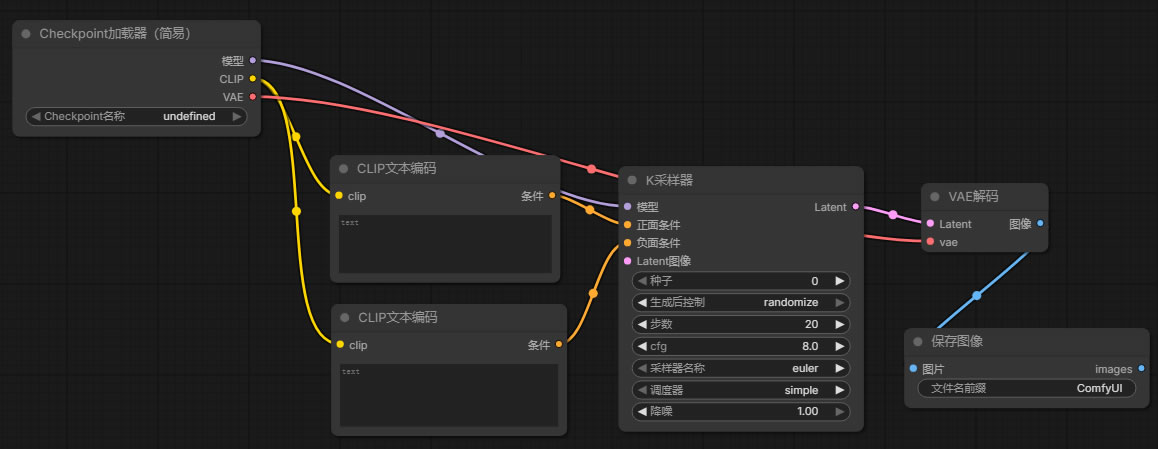 Checkpoint加载器（简易）
模型
CLIP
VAE
Checkpoint名称 undefined
CLIP文本编码
clip 条件
text
CLIP文本编码
clip 条件
text
K采样器
模型 Latent
正面条件
负面条件
Latent图像
种子 0
生成后控制 randomize
步数 20
cfg 8.0
采样器名称 euler
调度器 simple
降噪 1.00
VAE解码
Latent 图像
vae
保存图像
图片 images
文件名前缀 ComfyUI